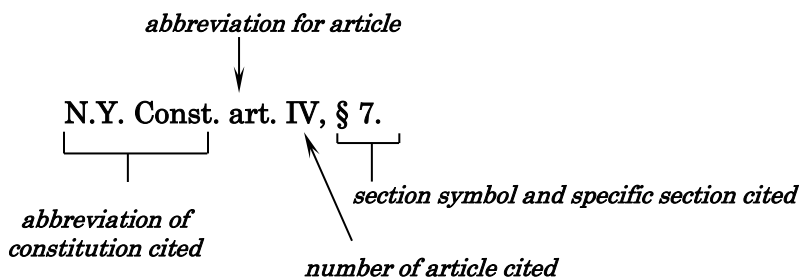 abbreviation for article
N.Y. Const. art. IV, § 7.
section symbol and specific section cited
abbreviation of
constitution cited
number of article cited